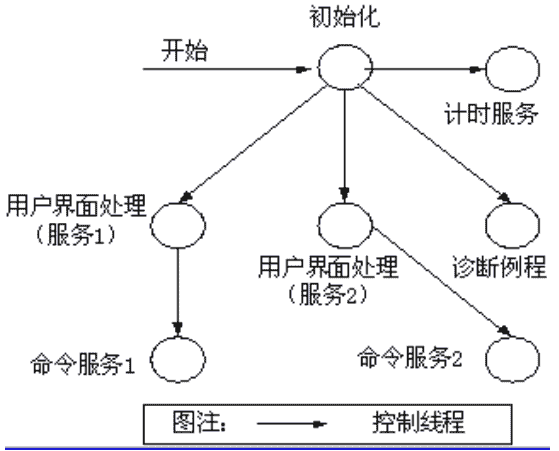 初始化
开始
计时服务
用户界面处理
（服务1）
用户界面处理
（服务2）
诊断例程
命令服务1
命令服务2
图注： 控制线程